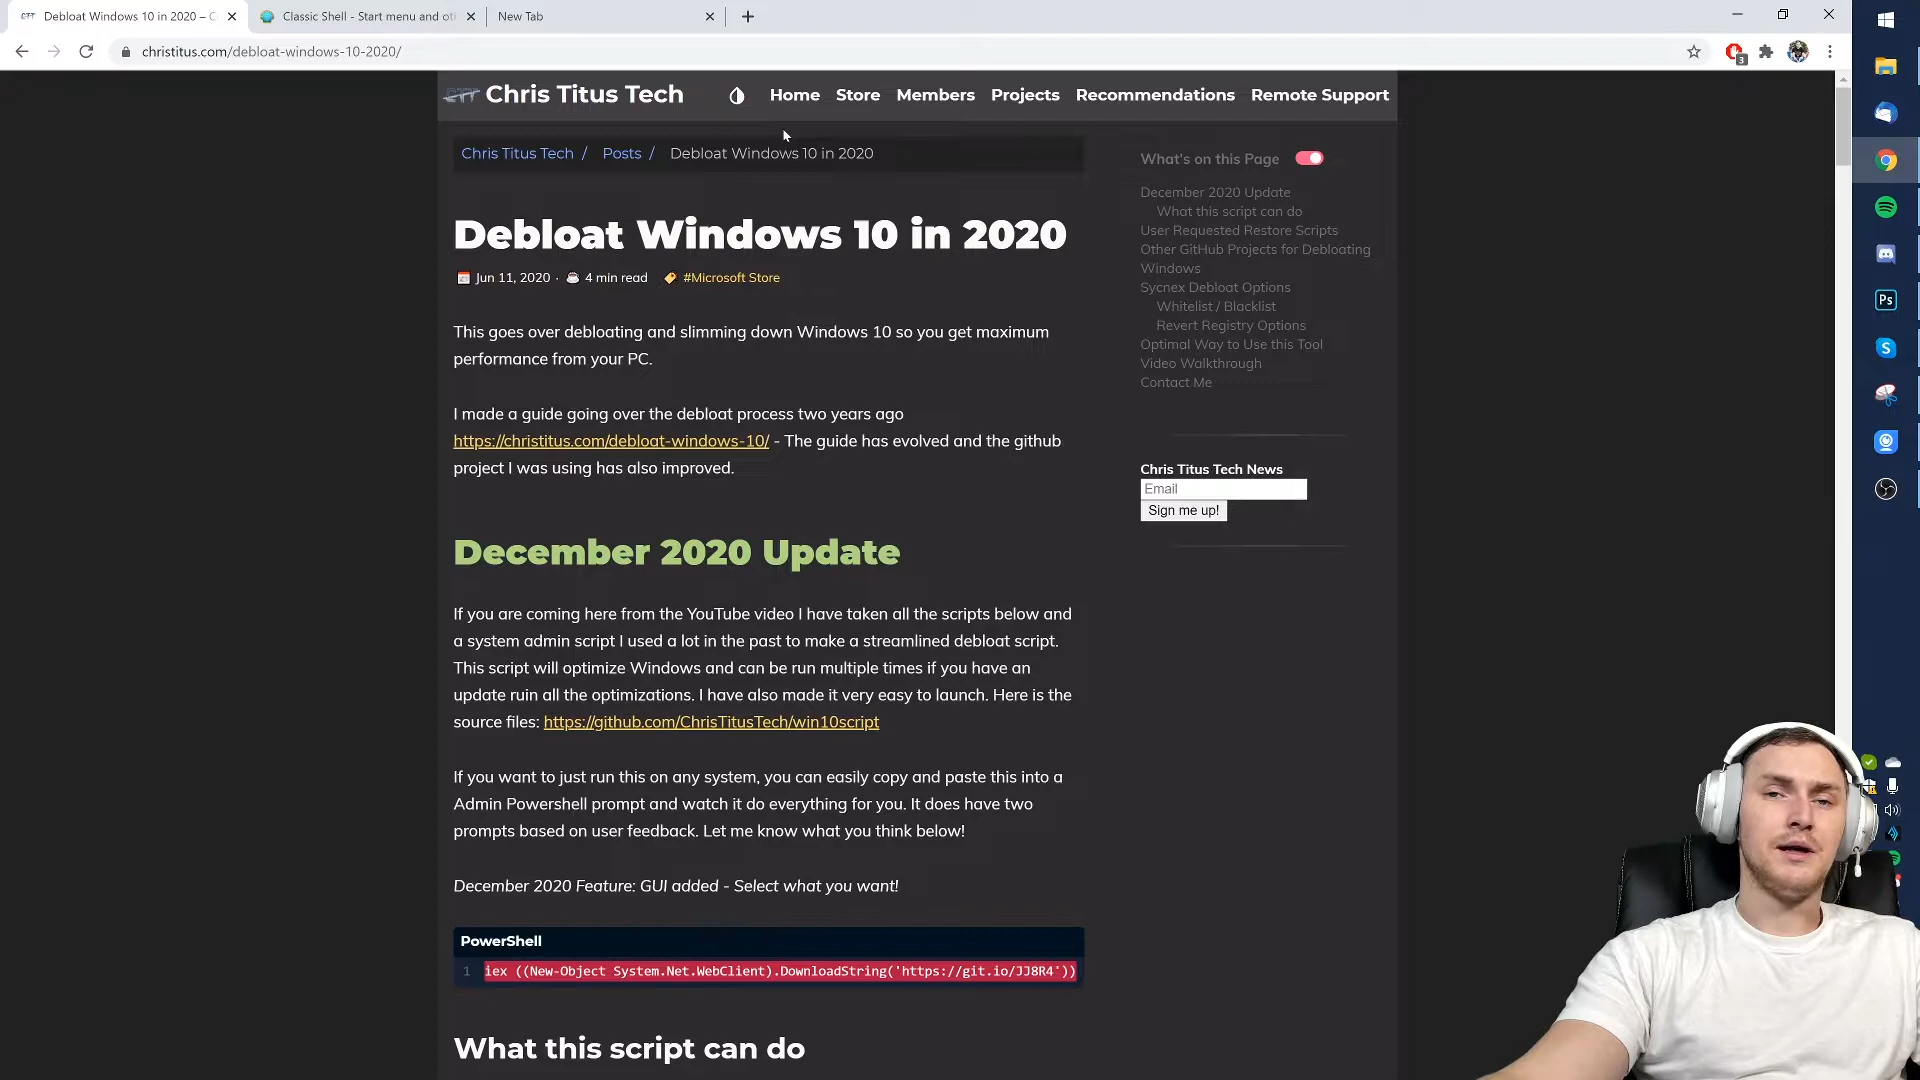 Debloat Windows 10 in 2020 – C
Classic Shell - Start menu and oth
New Tab
christitus.com/debloat-windows-10-2020/
3
CTT Chris Titus Tech
Home
Store
Members
Projects
Recommendations
Remote Support
Chris Titus Tech / Posts / Debloat Windows 10 in 2020
Debloat Windows 10 in 2020
Jun 11, 2020 · 4 min read #Microsoft Store
This goes over debloating and slimming down Windows 10 so you get maximum
performance from your PC.
I made a guide going over the debloat process two years ago
https://christitus.com/debloat-windows-10/ - The guide has evolved and the github
project I was using has also improved.
December 2020 Update
If you are coming here from the YouTube video I have taken all the scripts below and
a system admin script I used a lot in the past to make a streamlined debloat script.
This script will optimize Windows and can be run multiple times if you have an
update ruin all the optimizations. I have also made it very easy to launch. Here is the
source files: https://github.com/ChrisTitusTech/win10script
If you want to just run this on any system, you can easily copy and paste this into a
Admin Powershell prompt and watch it do everything for you. It does have two
prompts based on user feedback. Let me know what you think below!
December 2020 Feature: GUI added - Select what you want!
PowerShell
1 iex ((New-Object System.Net.WebClient).DownloadString('https://git.io/JJ8R4'))
What this script can do
What's on this Page
December 2020 Update
What this script can do
User Requested Restore Scripts
Other GitHub Projects for Debloating
Windows
Sycnex Debloat Options
Whitelist / Blacklist
Revert Registry Options
Optimal Way to Use this Tool
Video Walkthrough
Contact Me
Chris Titus Tech News
Email
Sign me up!
Ps
S